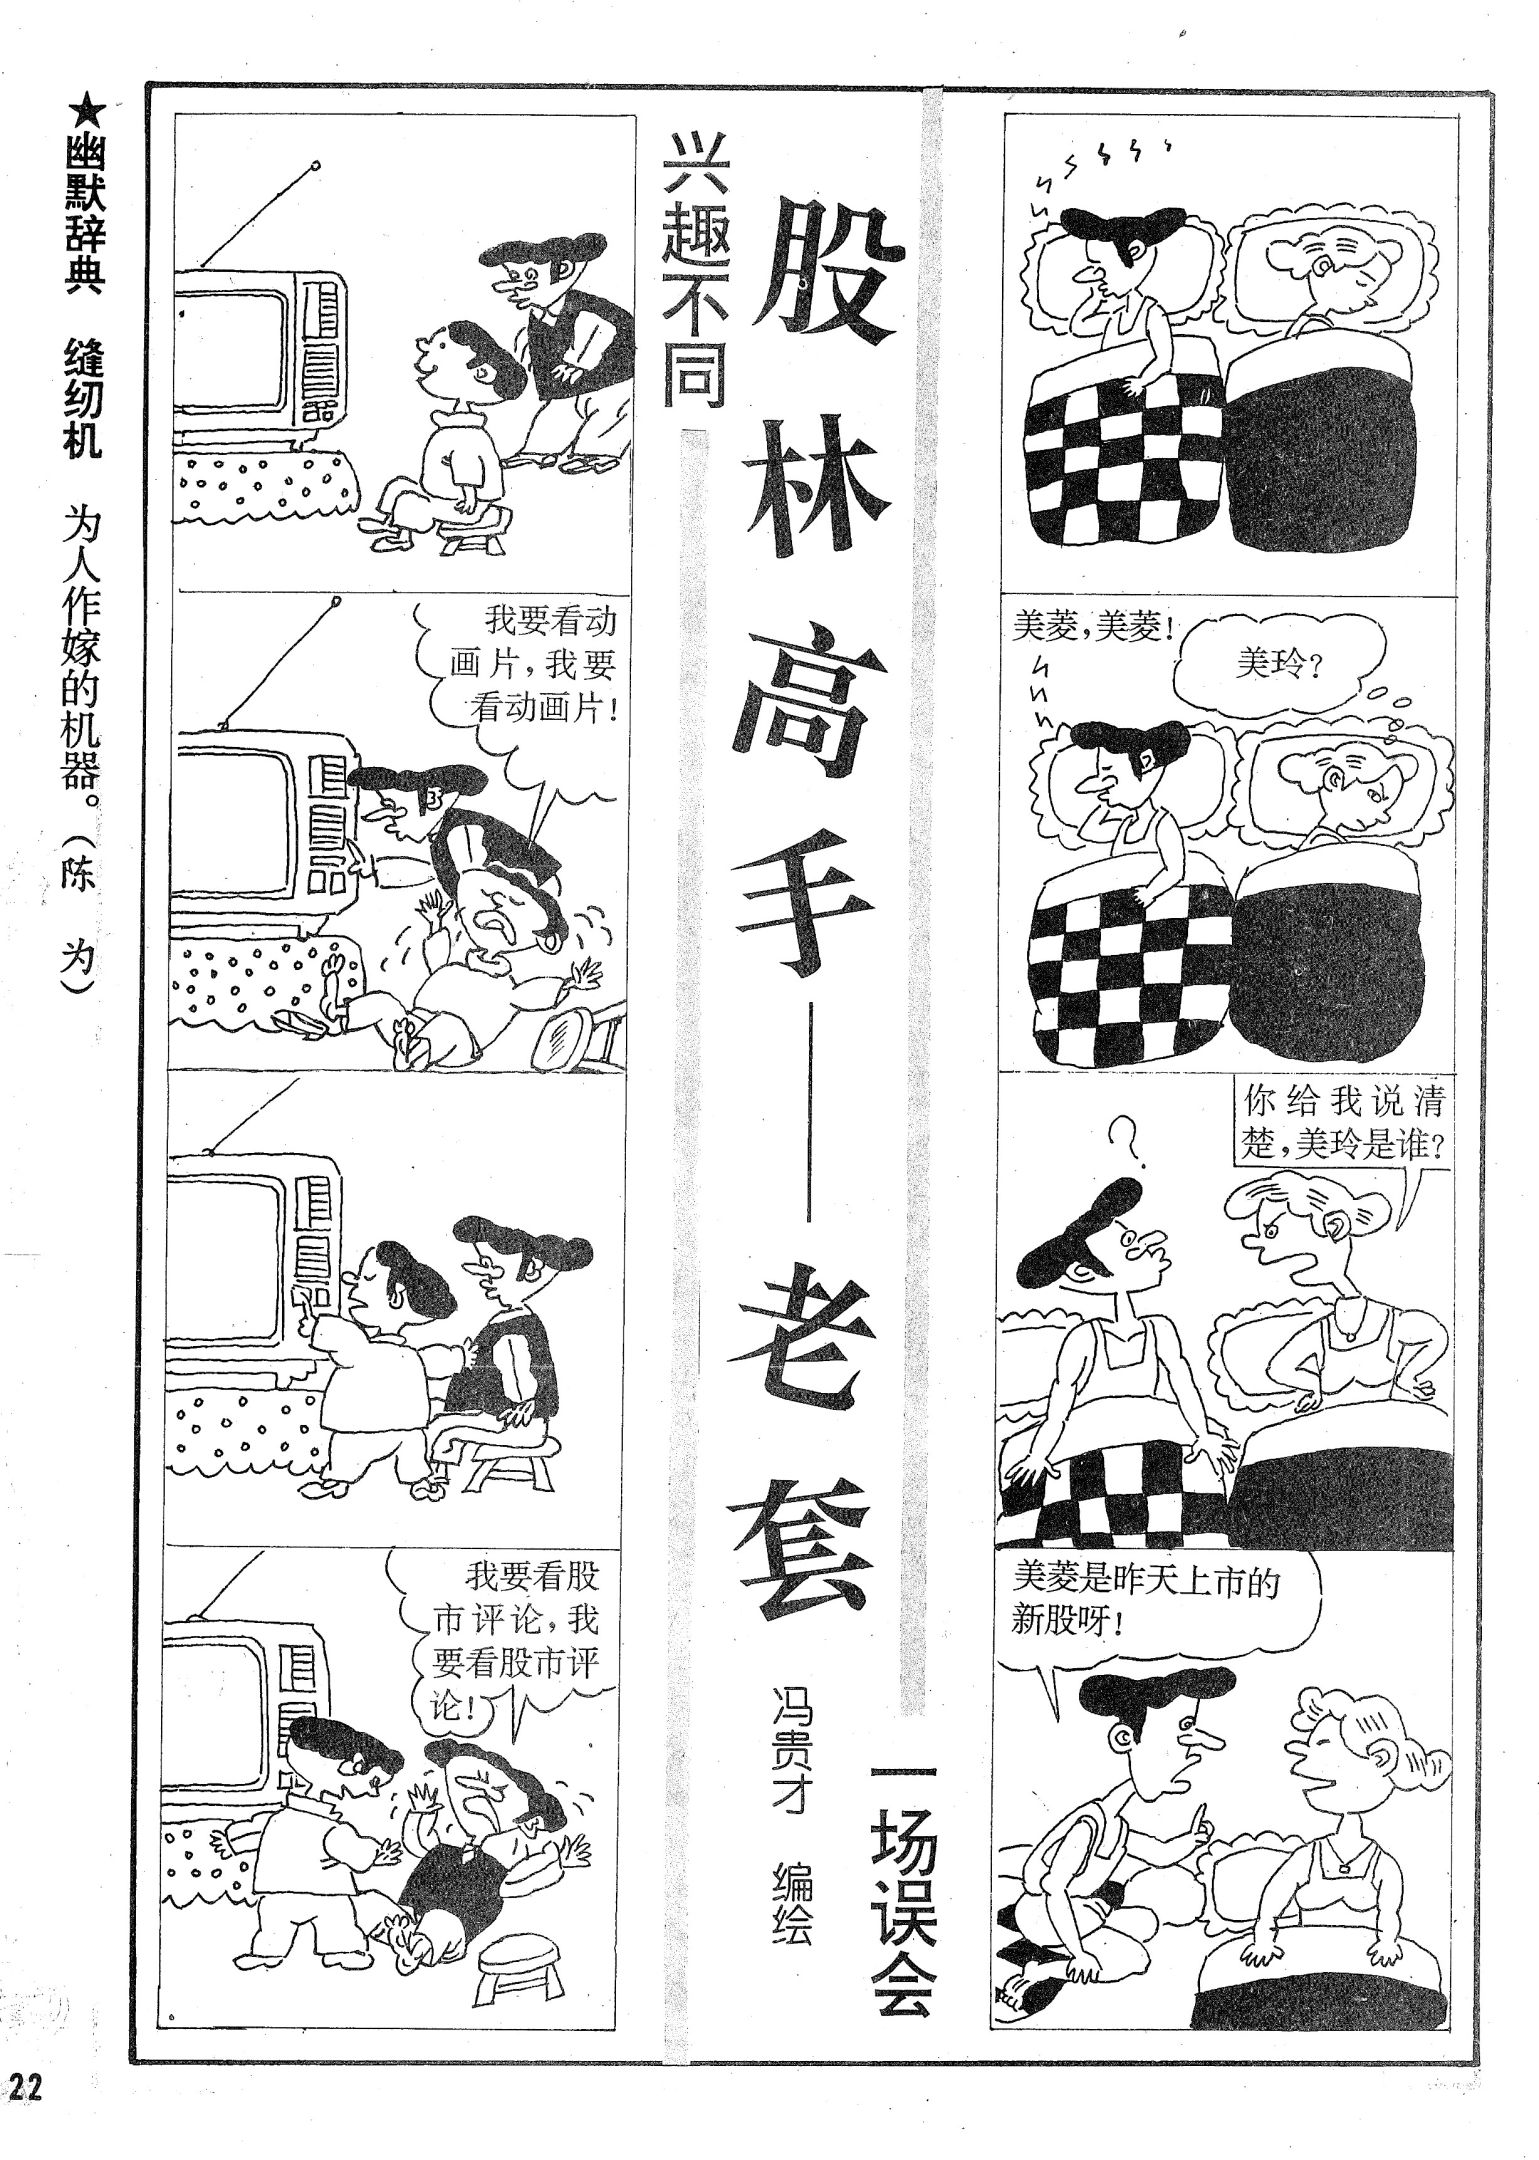 ★幽默辞典 缝纫机 为人作嫁的机器。(陈 为)
股林高手——老套
冯贵才 编绘
一场误会
美菱,美菱!
美玲?
你给我说清
楚,美玲是谁?
美菱是昨天上市的
新股呀!
兴趣不同
我要看动
画片,我要
看动画片!
我要看股
市评论,我
要看股市评
论!
22